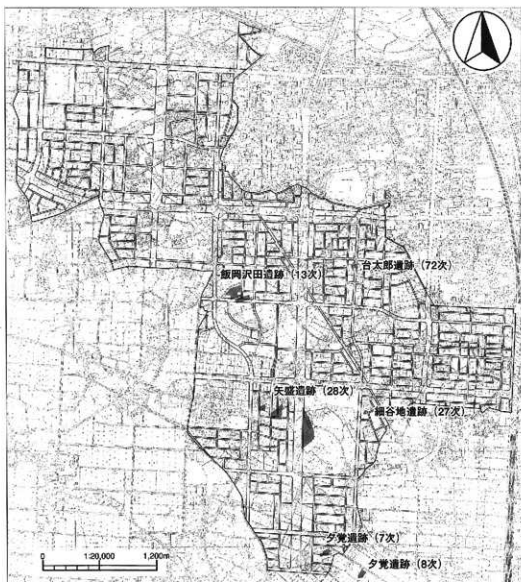 飯岡沢田遺跡（13次）
台太郎遺跡（72次）
矢盛遺跡（28次）
細谷地遺跡（27次）
夕覚遺跡（7次）
夕覚遺跡（8次）
0 1:20,000 1,200m